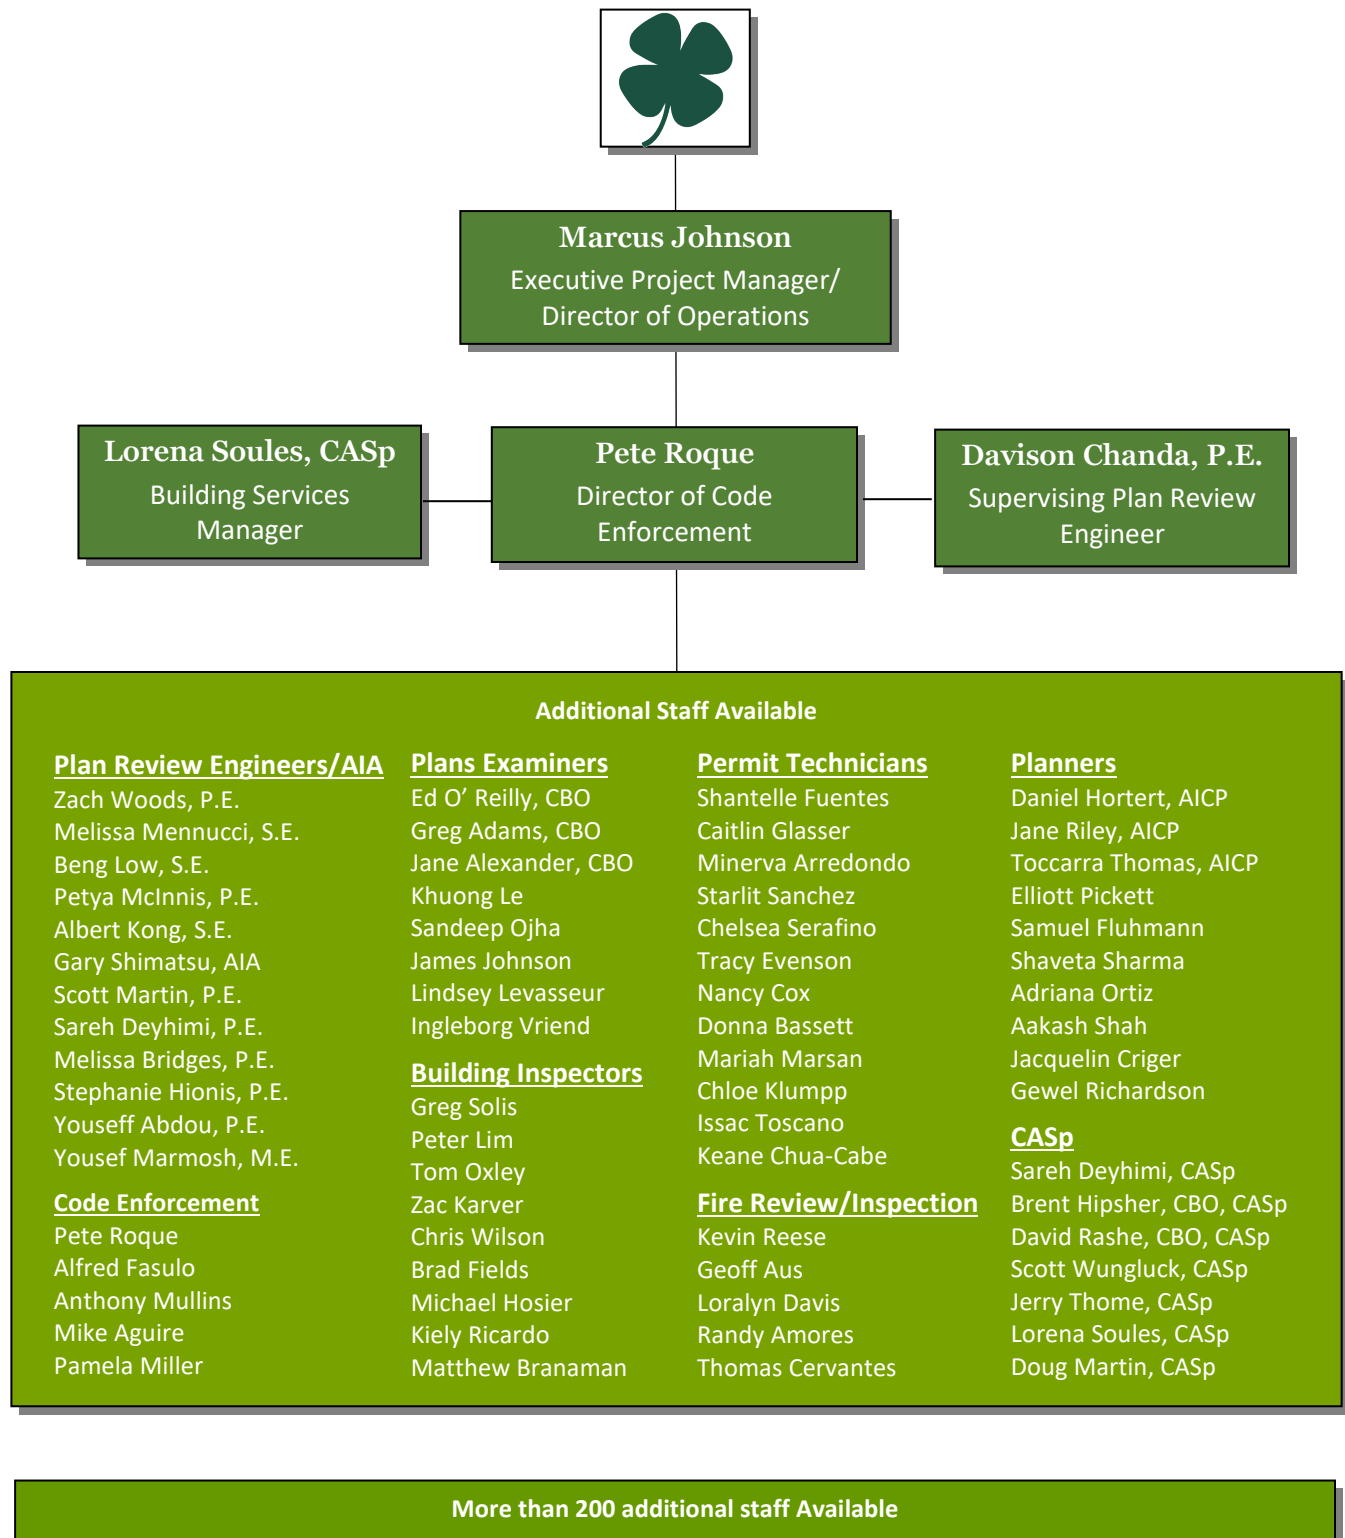 Marcus Johnson
Executive Project Manager/
Director of Operations
Lorena Soules, CASp
Building Services
Manager
Pete Roque
Director of Code
Enforcement
Davison Chanda, P.E.
Supervising Plan Review
Engineer
Additional Staff Available
Plan Review Engineers/AIA
Zach Woods, P.E.
Melissa Mennucci, S.E.
Beng Low, S.E.
Petya McInnis, P.E.
Albert Kong, S.E.
Gary Shimatsu, AIA
Scott Martin, P.E.
Sareh Deyhimi, P.E.
Melissa Bridges, P.E.
Stephanie Hionis, P.E.
Youseff Abdou, P.E.
Yousef Marmosh, M.E.
Code Enforcement
Pete Roque
Alfred Fasulo
Anthony Mullins
Mike Aguire
Pamela Miller
Plans Examiners
Ed O’ Reilly, CBO
Greg Adams, CBO
Jane Alexander, CBO
Khuong Le
Sandeep Ojha
James Johnson
Lindsey Levasseur
Ingleborg Vriend
Building Inspectors
Greg Solis
Peter Lim
Tom Oxley
Zac Karver
Chris Wilson
Brad Fields
Michael Hosier
Kiely Ricardo
Matthew Branaman
Permit Technicians
Shantelle Fuentes
Caitlin Glasser
Minerva Arredondo
Starlit Sanchez
Chelsea Serafino
Tracy Evenson
Nancy Cox
Donna Bassett
Mariah Marsan
Chloe Klumpp
Issac Toscano
Keane Chua-Cabe
Fire Review/Inspection
Kevin Reese
Geoff Aus
Loralyn Davis
Randy Amores
Thomas Cervantes
Planners
Daniel Hortert, AICP
Jane Riley, AICP
Toccarra Thomas, AICP
Elliott Pickett
Samuel Fluhmann
Shaveta Sharma
Adriana Ortiz
Aakash Shah
Jacquelin Criger
Gewel Richardson
CASp
Sareh Deyhimi, CASp
Brent Hipsher, CBO, CASp
David Rashe, CBO, CASp
Scott Wungluck, CASp
Jerry Thome, CASp
Lorena Soules, CASp
Doug Martin, CASp
More than 200 additional staff Available